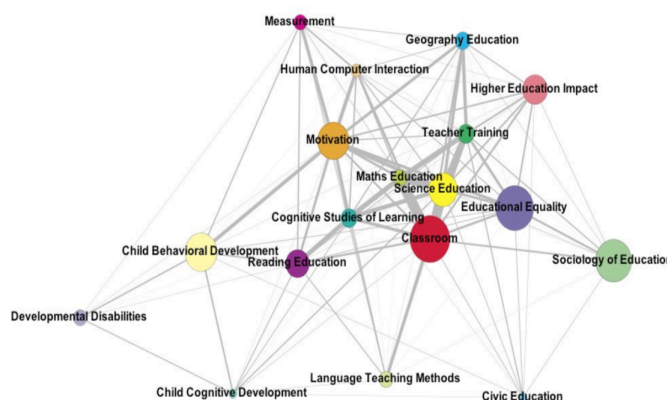 Measurement
Geography Education
Human Computer Interaction
Higher Education Impact
Teacher Training
Motivation
Maths Education
Science Education
Educational Equality
Cognitive Studies of Learning
Classroom
Child Behavioral Development
Reading Education
Sociology of Education
Developmental Disabilities
Language Teaching Methods
Child Cognitive Development
Civic Education